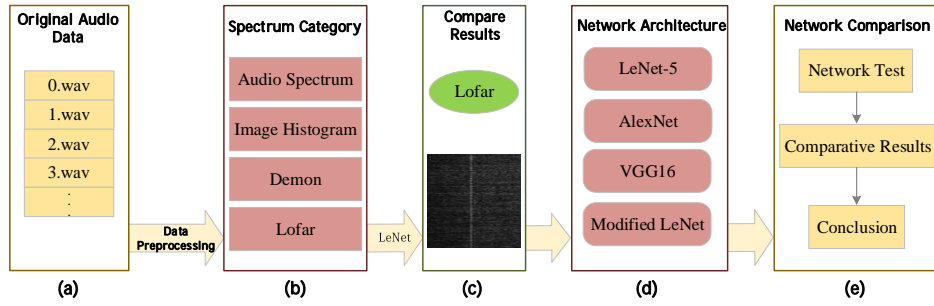 Original Audio
Data
0.wav
1.wav
2.wav
3.wav
.
.
.
(a)
Data
Preprocessing
Spectrum Category
Audio Spectrum
Image Histogram
Demon
Lofar
(b)
LeNet
Compare
Results
Lofar
(c)
Network Architecture
LeNet-5
AlexNet
VGG16
Modified LeNet
(d)
Network Comparison
Network Test
Comparative Results
Conclusion
(e)